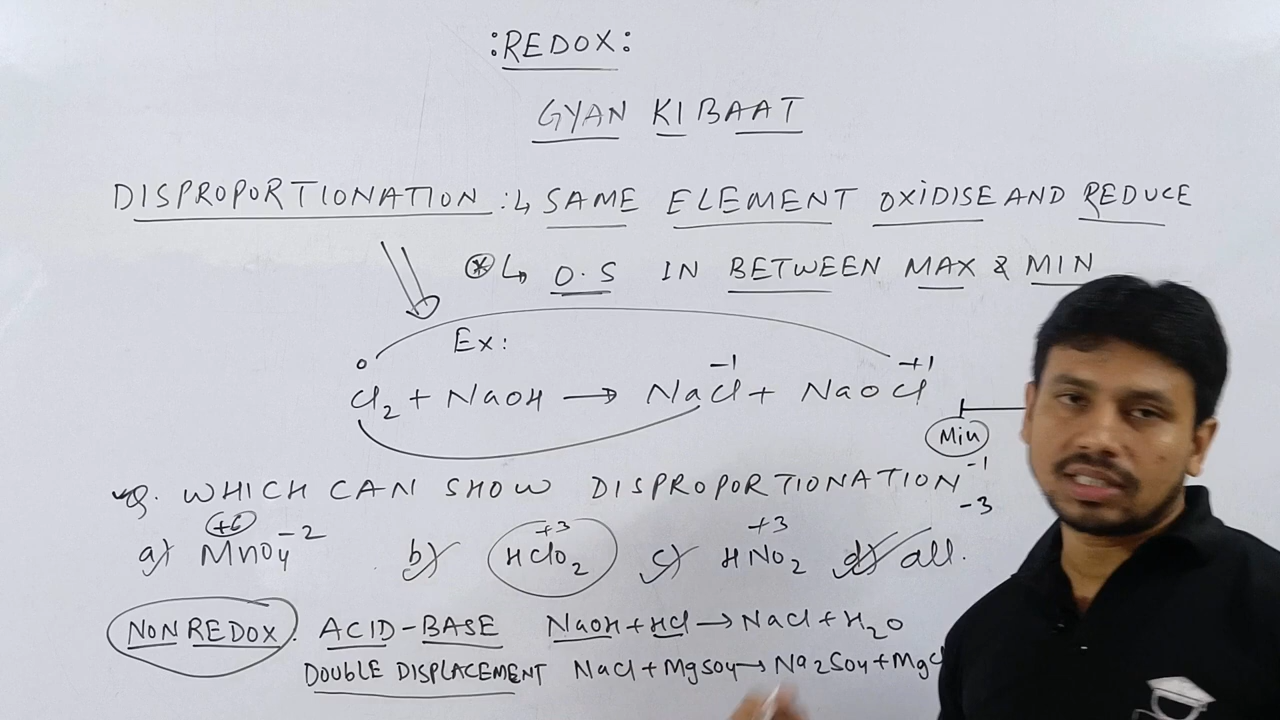 :REDOX:
GYAN KI BAAT
DISPROPORTIONATION :↳ SAME ELEMENT OXIDISE AND REDUCE
⊛↳ O.S IN BETWEEN MAX & MIN
Ex:
0 -1 +1
Cl2 + NaOH → NaCl + NaOCl
Min
Q. WHICH CAN SHOW DISPROPORTIONATION
-1
-3
+6 +3 +3
a) MnO4-2 b) HClO2 c) HNO2 d) all.
NON REDOX. ACID-BASE NaOH + HCl → NaCl + H2O
DOUBLE DISPLACEMENT NaCl + MgSO4 → Na2SO4 + MgC